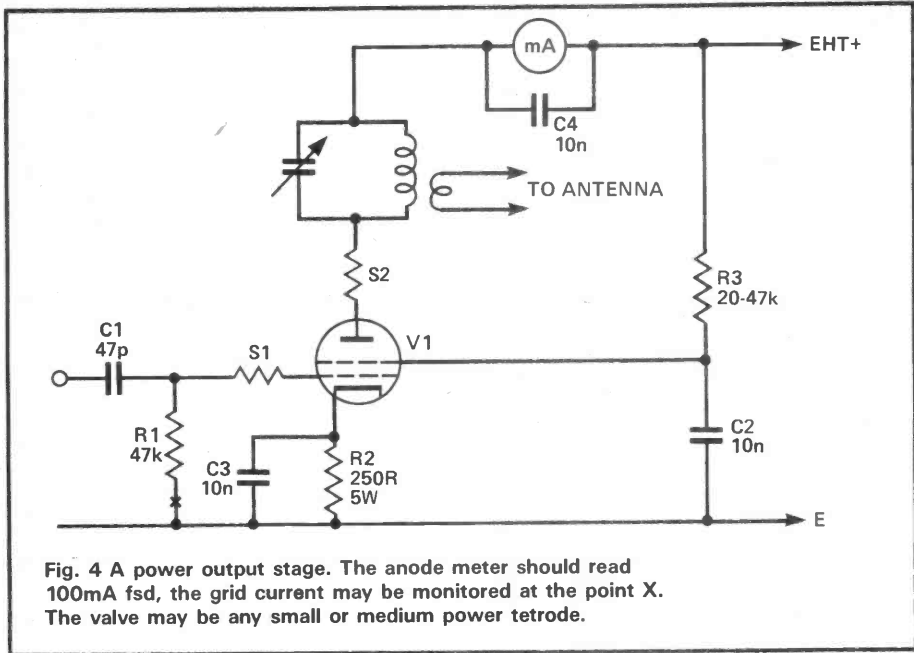 mA
EHT+
C4
10n
TO ANTENNA
S2
R3
20-47k
C1
47p
S1
V1
R1
47k
C3
10n
R2
250R
5W
C2
10n
E
Fig. 4 A power output stage. The anode meter should read
100mA fsd, the grid current may be monitored at the point X.
The valve may be any small or medium power tetrode.